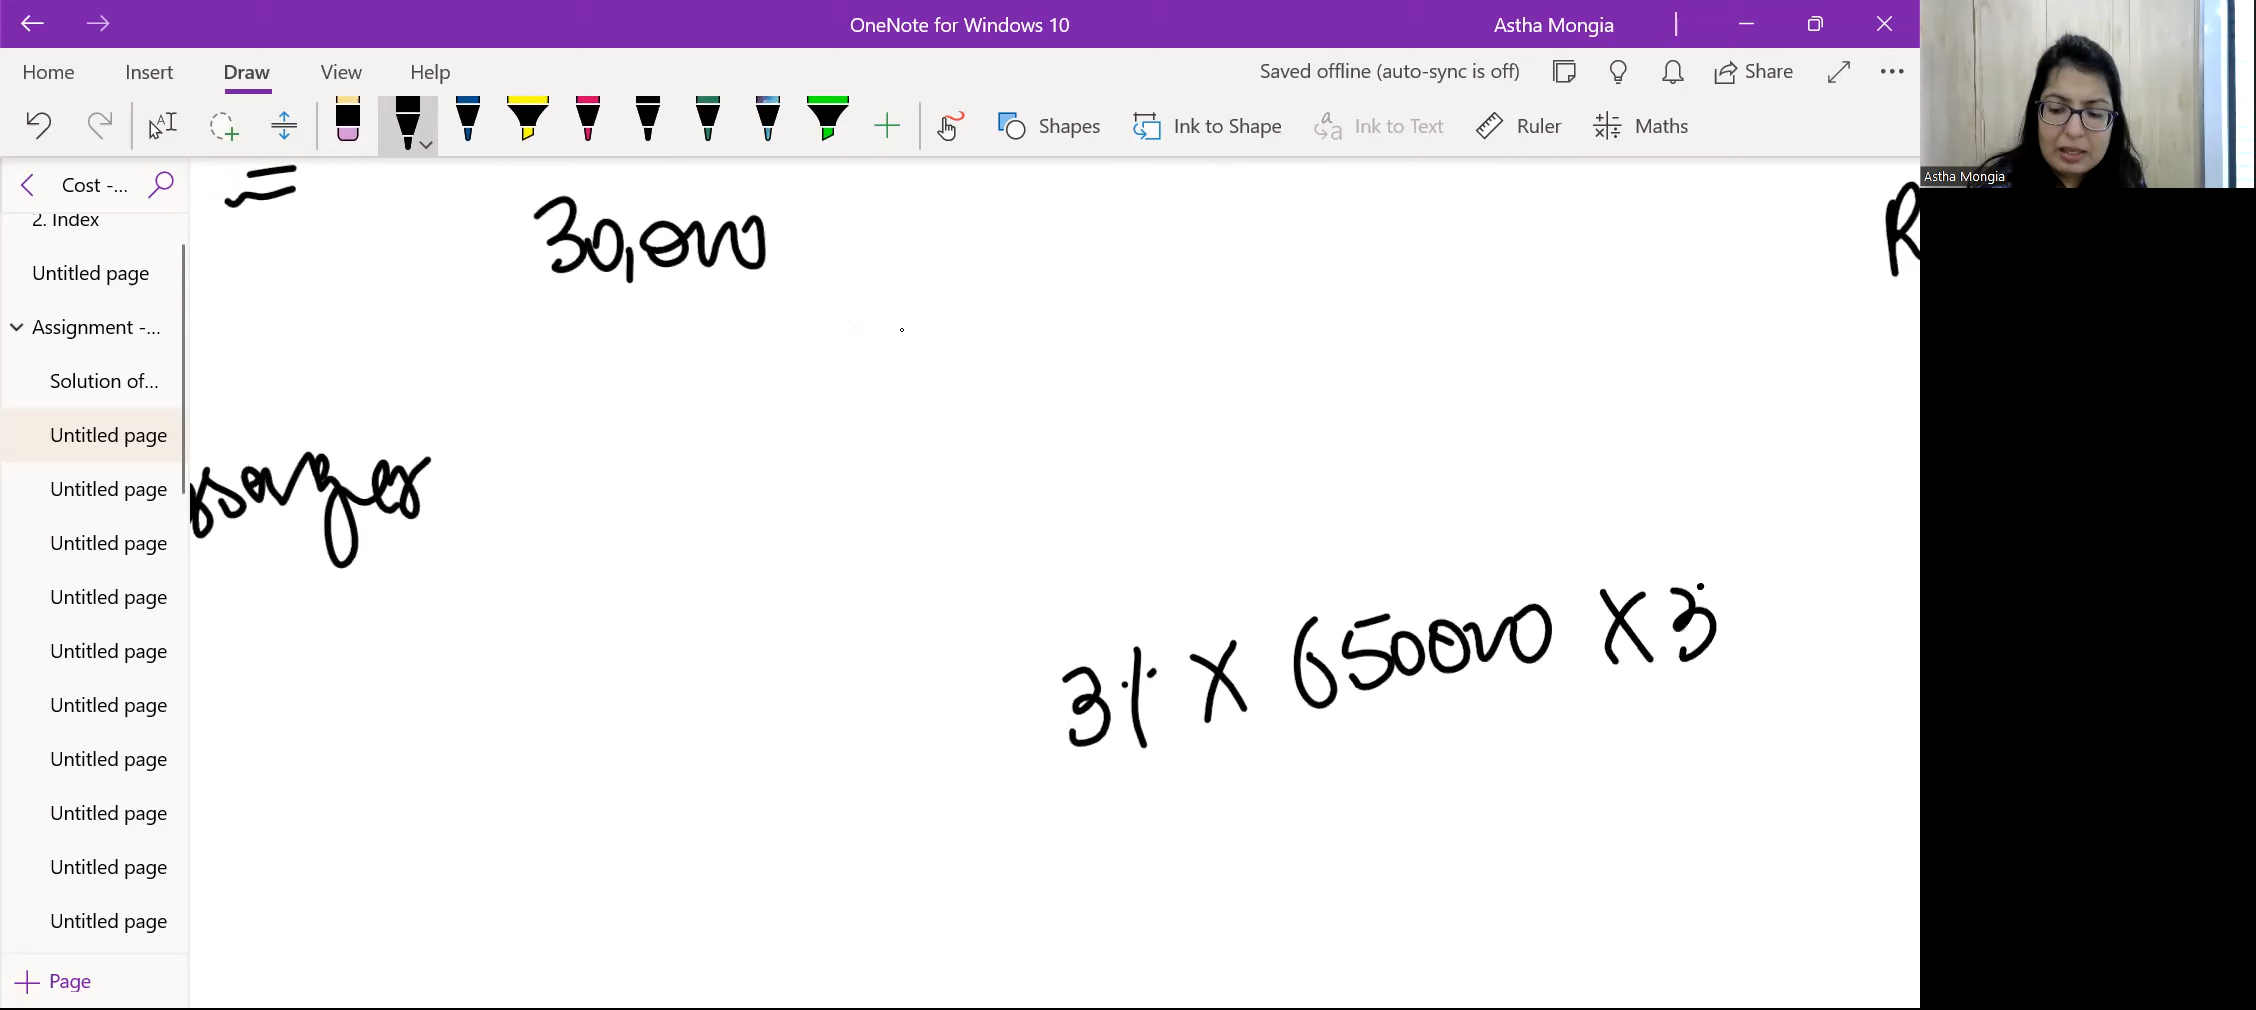 OneNote for Windows 10
Astha Mongia
Home Insert Draw View Help
Saved offline (auto-sync is off) Share
Shapes Ink to Shape Ink to Text Ruler Maths
Astha Mongia
Cost -...
2. Index
Untitled page
Assignment -...
Solution of...
Untitled page
Untitled page
Untitled page
Untitled page
Untitled page
Untitled page
Untitled page
Untitled page
Untitled page
Untitled page
Page
=
30,000
R
3% X 650000 X 3